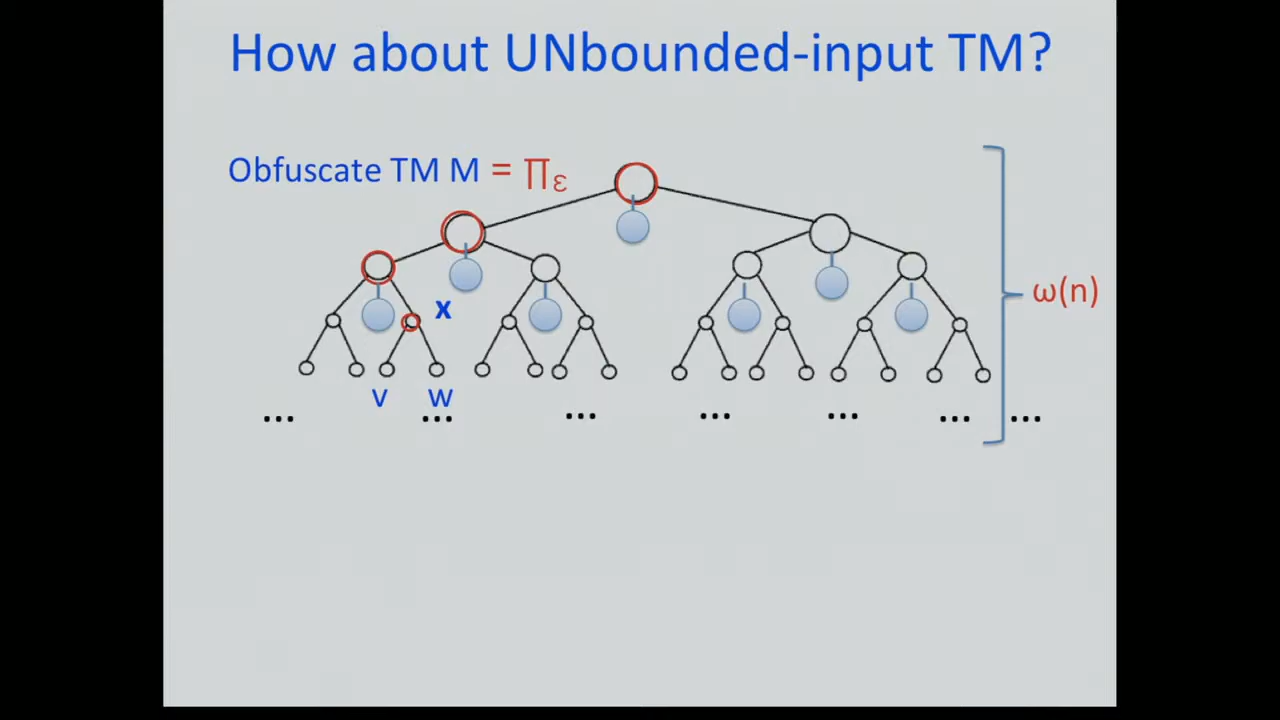 How about UNbounded-input TM?
Obfuscate TM M = ∏ε
ω(n)
x
v w
... ... ... ... ... ... ...